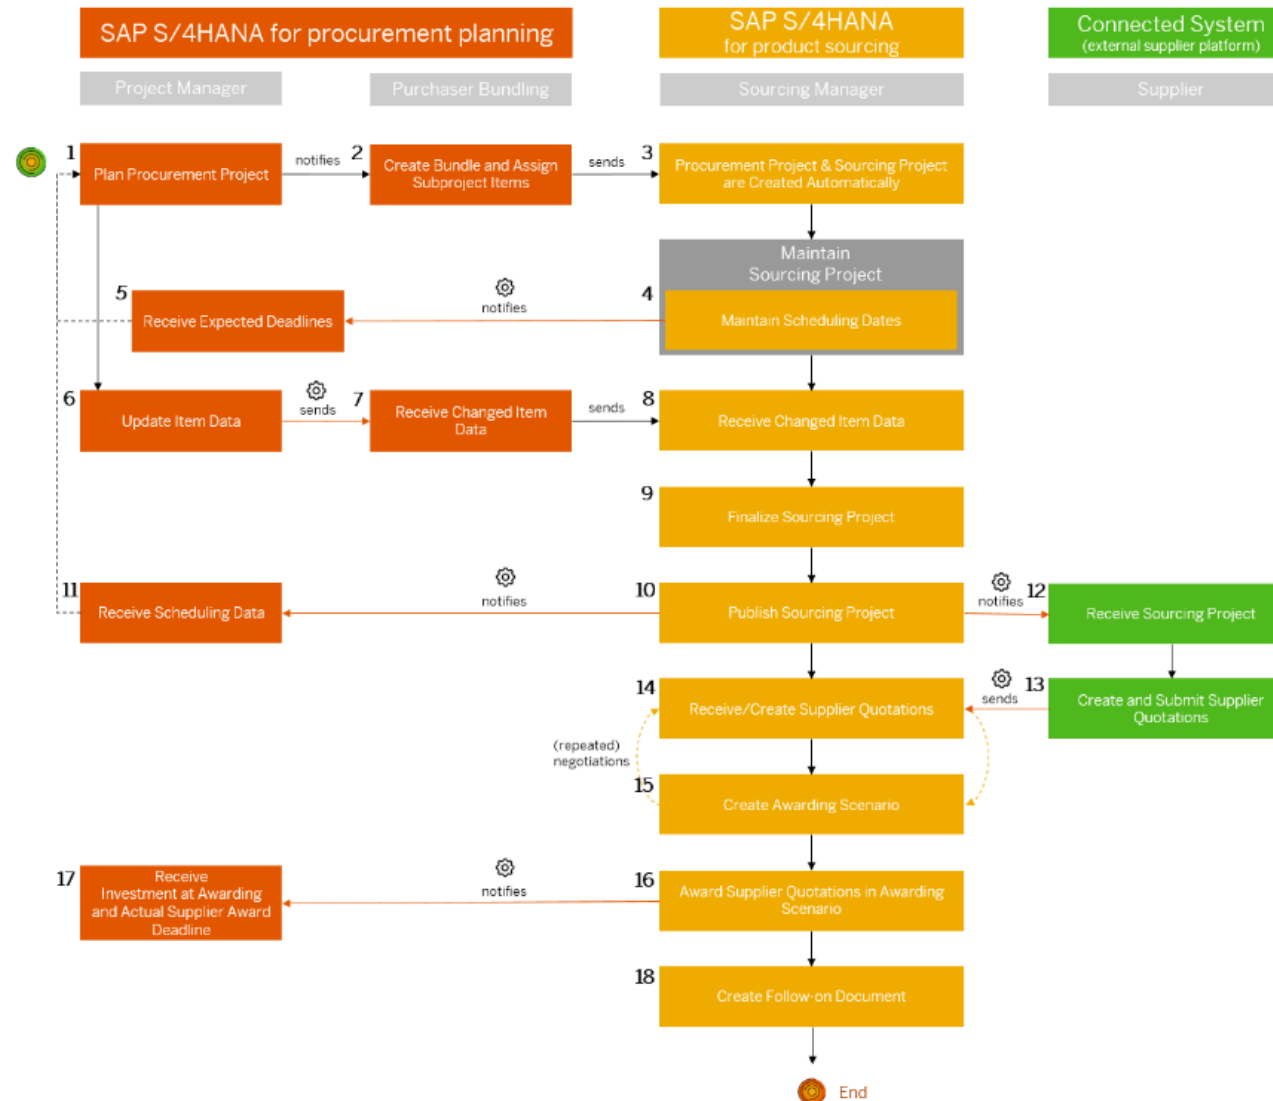 SAP S/4HANA for procurement planning
SAP S/4HANA
for product sourcing
Connected System
(external supplier platform)
Project Manager
Purchaser Bundling
Sourcing Manager
Supplier
1
Plan Procurement Project
notifies
2
Create Bundle and Assign
Subproject Items
sends
3
Procurement Project & Sourcing Project
are Created Automatically
Maintain
Sourcing Project
4
Maintain Scheduling Dates
notifies
5
Receive Expected Deadlines
6
Update Item Data
sends
7
Receive Changed Item
Data
sends
8
Receive Changed Item Data
9
Finalize Sourcing Project
10
Publish Sourcing Project
notifies
11
Receive Scheduling Data
notifies
12
Receive Sourcing Project
13
Create and Submit Supplier
Quotations
sends
14
Receive/Create Supplier Quotations
(repeated)
negotiations
15
Create Awarding Scenario
16
Award Supplier Quotations in Awarding
Scenario
notifies
17
Receive
Investment at Awarding
and Actual Supplier Award
Deadline
18
Create Follow-on Document
End